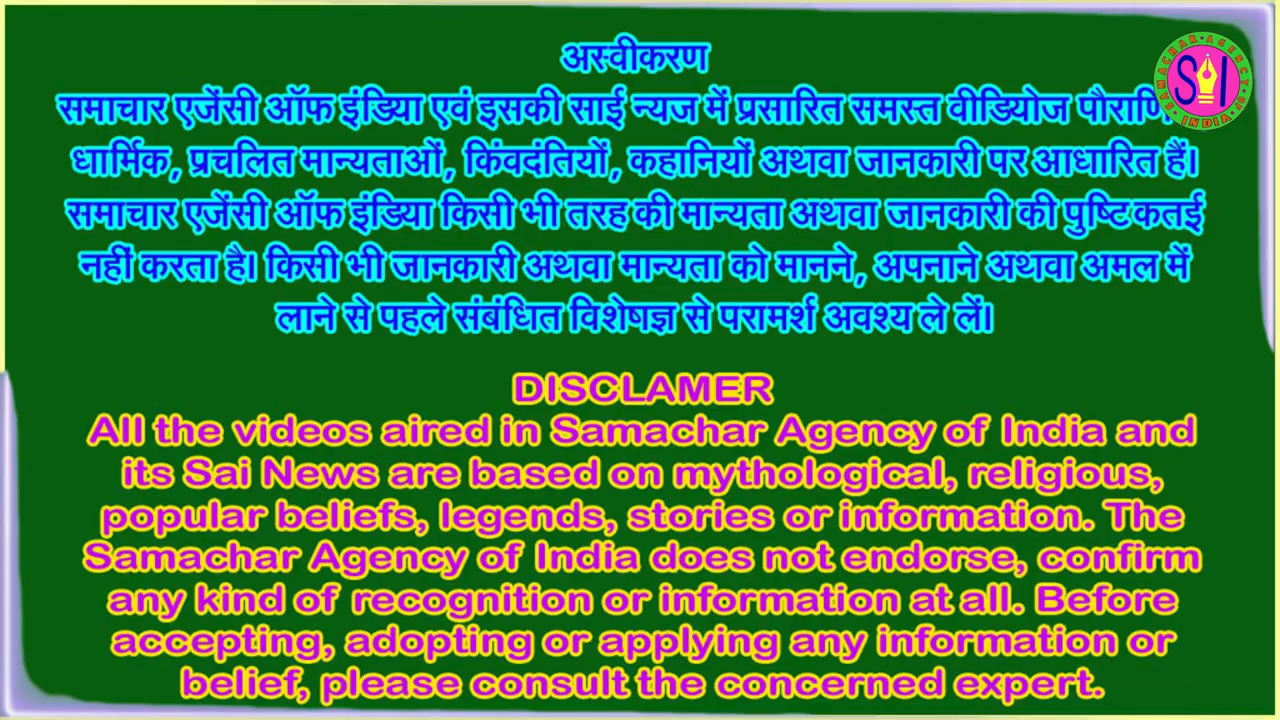 अस्वीकरण
समाचार एजेंसी ऑफ इंडिया एवं इसकी साई न्यज में प्रसारित समस्त वीडियोज
धार्मिक, प्रचलित मान्यताओं, किंवदंतियों, कहानियों अथवा जानकारी पर आधारित हैं।
समाचार एजेंसी ऑफ इंडिया किसी भी तरह की मान्यता अथवा जानकारी की पुष्टि कतई
नहीं करता है। किसी भी जानकारी अथवा मान्यता को मानने, अपनाने अथवा अमल में
लाने से पहले संबंधित विशेषज्ञ से परामर्श अवश्य ले लें।
SAMACHAR AGENCY OF INDIA
SAI
DISCLAMER
All the videos aired in Samachar Agency of India and
its Sai News are based on mythological, religious,
popular beliefs, legends, stories or information. The
Samachar Agency of India does not endorse, confirm
any kind of recognition or information at all. Before
accepting, adopting or applying any information or
belief, please consult the concerned expert.